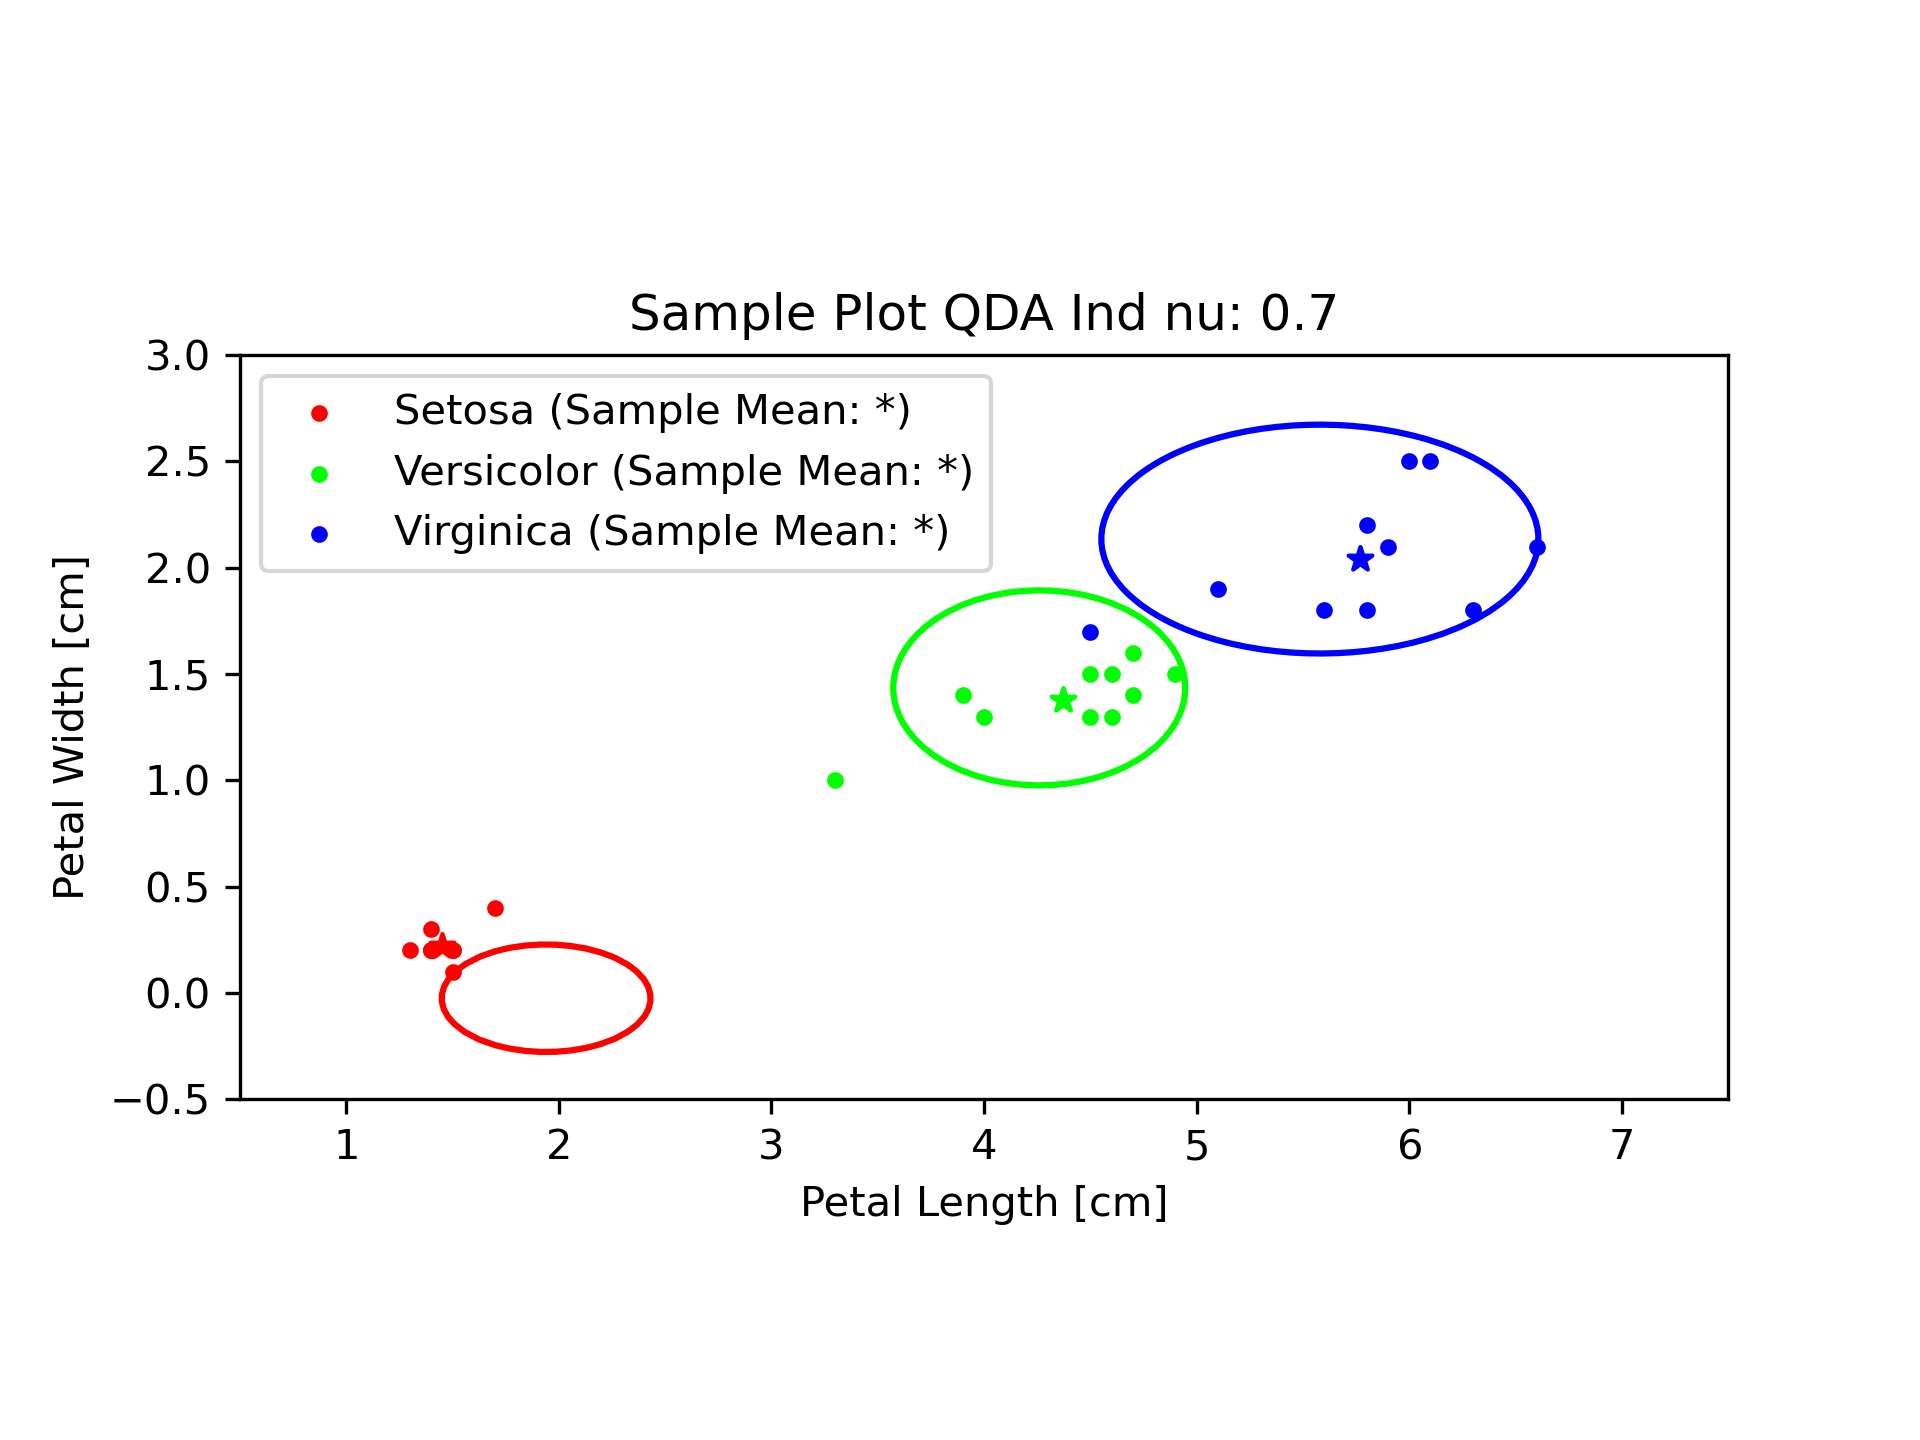 Sample Plot QDA Ind nu: 0.7
3.0
2.5
2.0
1.5
1.0
0.5
0.0
−0.5
Petal Width [cm]
Setosa (Sample Mean: *)
Versicolor (Sample Mean: *)
Virginica (Sample Mean: *)
1 2 3 4 5 6 7
Petal Length [cm]